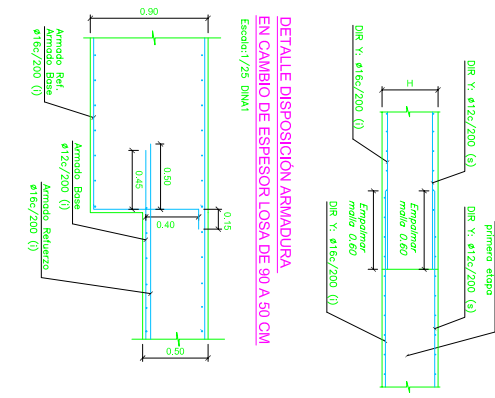 primera etapa
DIR Y: ø12c/200 (s)
DIR Y: ø12c/200 (s)
H
Empalmar
malla 0.80
Empalmar
malla 0.60
DIR Y: ø16c/200 (i)
DIR Y: ø16c/200 (i)
DETALLE DISPOSICIÓN ARMADURA
EN CAMBIO DE ESPESOR LOSA DE 90 A 50 CM
Escala:1/25 DINA1
0.15
0.90
0.50
0.40
0.45
0.50
Armado Base
ø12c/200 (i)
Armado Ref.
Armado Base
ø16c/200 (i)
Armado Refuerzo
ø16c/200 (i)